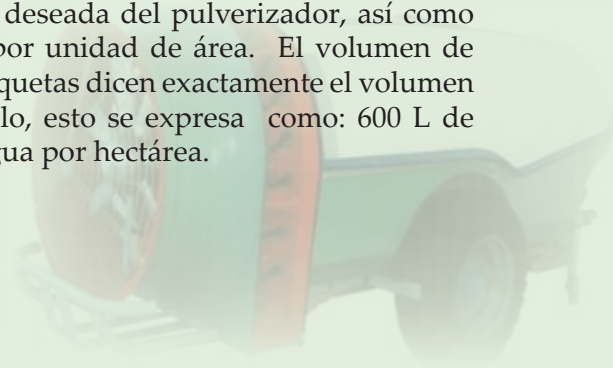 deseada del pulverizador, así como
por unidad de área. El volumen de
quetas dicen exactamente el volumen
lo, esto se expresa como: 600 L de
gua por hectárea.